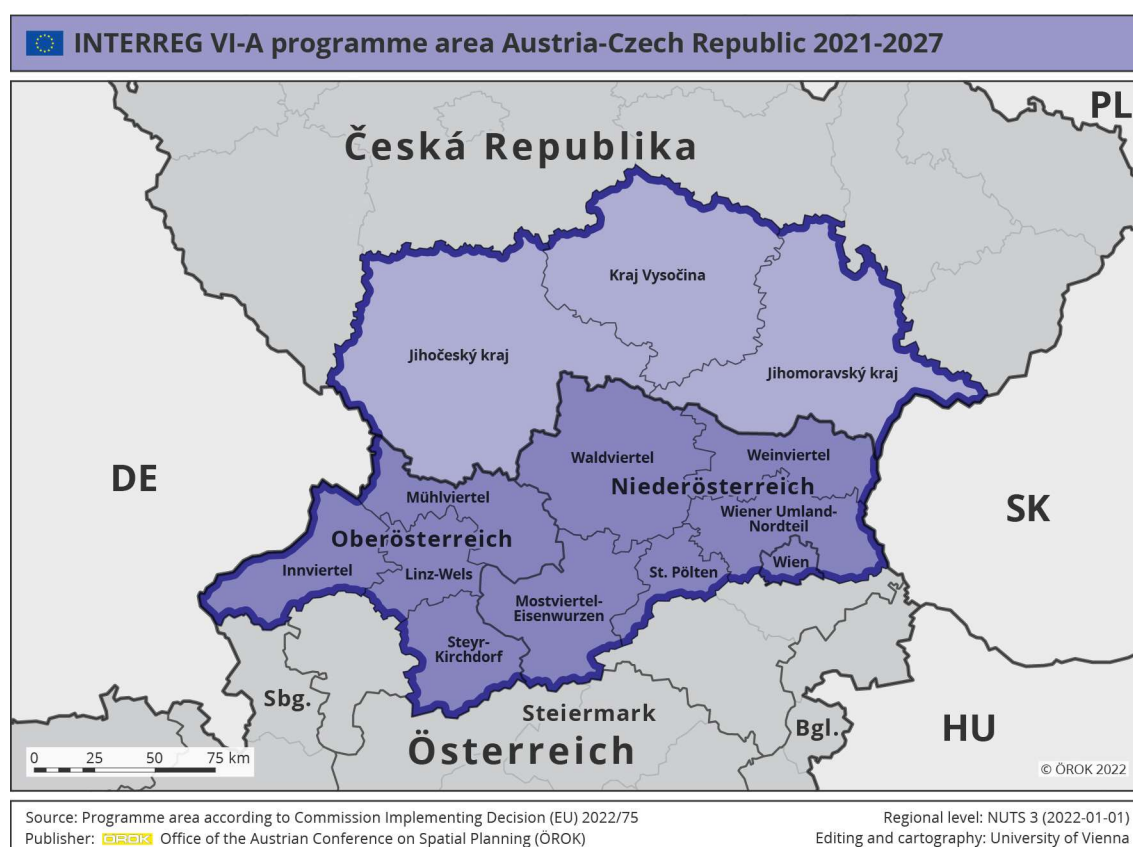 INTERREG VI-A programme area Austria-Czech Republic 2021-2027
PL
Česká Republika
Kraj Vysočina
Jihočeský kraj
Jihomoravský kraj
DE
Waldviertel
Weinviertel
Niederösterreich
Mühlviertel
SK
Wiener Umland-
Nordteil
Oberösterreich
Wien
Innviertel
Linz-Wels
St. Pölten
Mostviertel-
Eisenwurzen
Steyr-
Kirchdorf
Sbg.
Steiermark
Bgl.
HU
Österreich
0 25 50 75 km
© ÖROK 2022
Source: Programme area according to Commission Implementing Decision (EU) 2022/75
Regional level: NUTS 3 (2022-01-01)
Publisher: ÖROK Office of the Austrian Conference on Spatial Planning (ÖROK)
Editing and cartography: University of Vienna